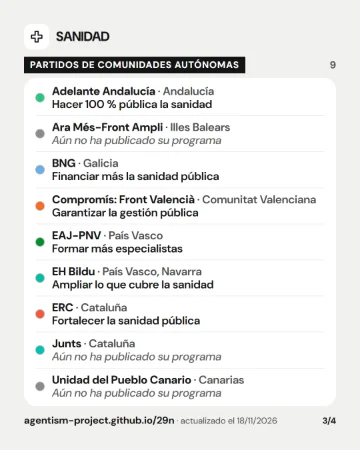 SANIDAD
PARTIDOS DE COMUNIDADES AUTÓNOMAS 9
Adelante Andalucía · Andalucía
Hacer 100 % pública la sanidad
Ara Més-Front Ampli · Illes Balears
Aún no ha publicado su programa
BNG · Galicia
Financiar más la sanidad pública
Compromís: Front Valencià · Comunitat Valenciana
Garantizar la gestión pública
EAJ-PNV · País Vasco
Formar más especialistas
EH Bildu · País Vasco, Navarra
Ampliar lo que cubre la sanidad
ERC · Cataluña
Fortalecer la sanidad pública
Junts · Cataluña
Aún no ha publicado su programa
Unidad del Pueblo Canario · Canarias
Aún no ha publicado su programa
agentism-project.github.io/29n · actualizado el 18/11/2026 3/4